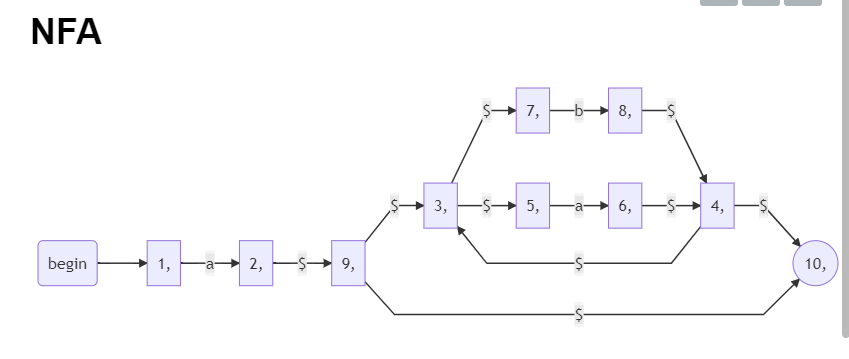 NFA
$ 7, b 8, $
$ 3, $ 5, a 6, $ 4, $
begin 1, a 2, $ 9, $ 10,
$